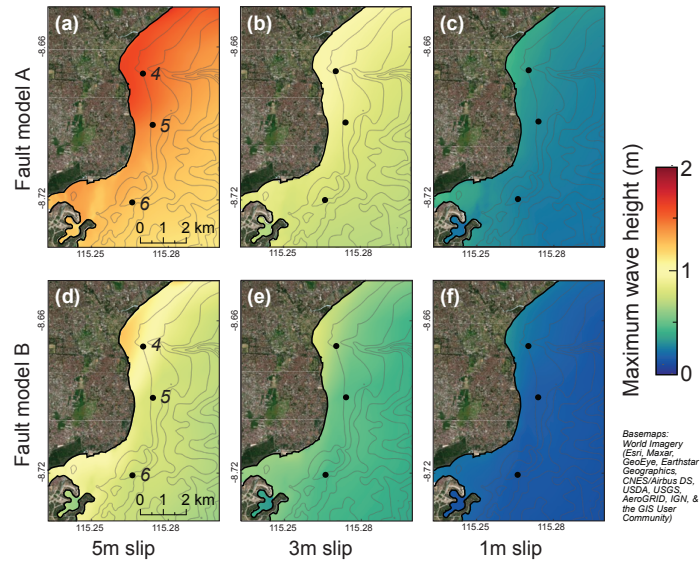 (a)
(b)
(c)
-8.66
-8.66
-8.66
4
5
6
-8.72
-8.72
-8.72
0 1 2 km
115.25
115.28
115.25
115.28
115.25
115.28
Fault model A
(d)
(e)
(f)
-8.66
-8.66
-8.66
4
5
6
-8.72
-8.72
-8.72
0 1 2 km
115.25
115.28
115.25
115.28
115.25
115.28
Fault model B
5m slip
3m slip
1m slip
Maximum wave height (m)
2
1
0
Basemaps:
World Imagery
(Esri, Maxar,
GeoEye, Earthstar
Geographics,
CNES/Airbus DS,
USDA, USGS,
AeroGRID, IGN, &
the GIS User
Community)